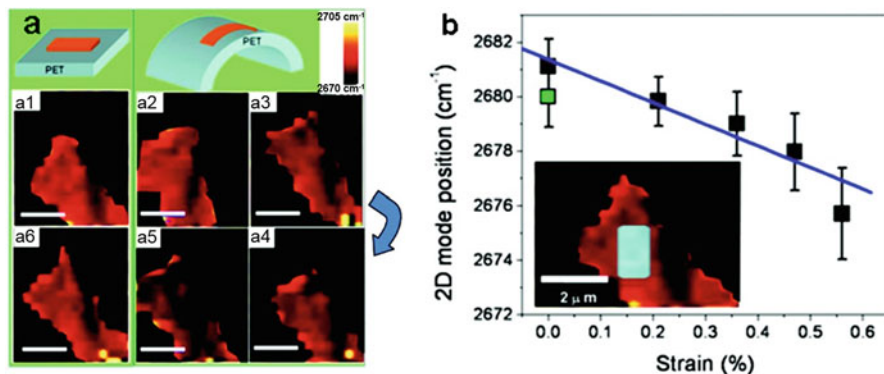 a
PET
PET
2705 cm-1
2670 cm-1
a1
a2
a3
a6
a5
a4
b
2D mode position (cm-1)
2682
2680
2678
2676
2674
2672
2 μm
0.0 0.1 0.2 0.3 0.4 0.5 0.6
Strain (%)